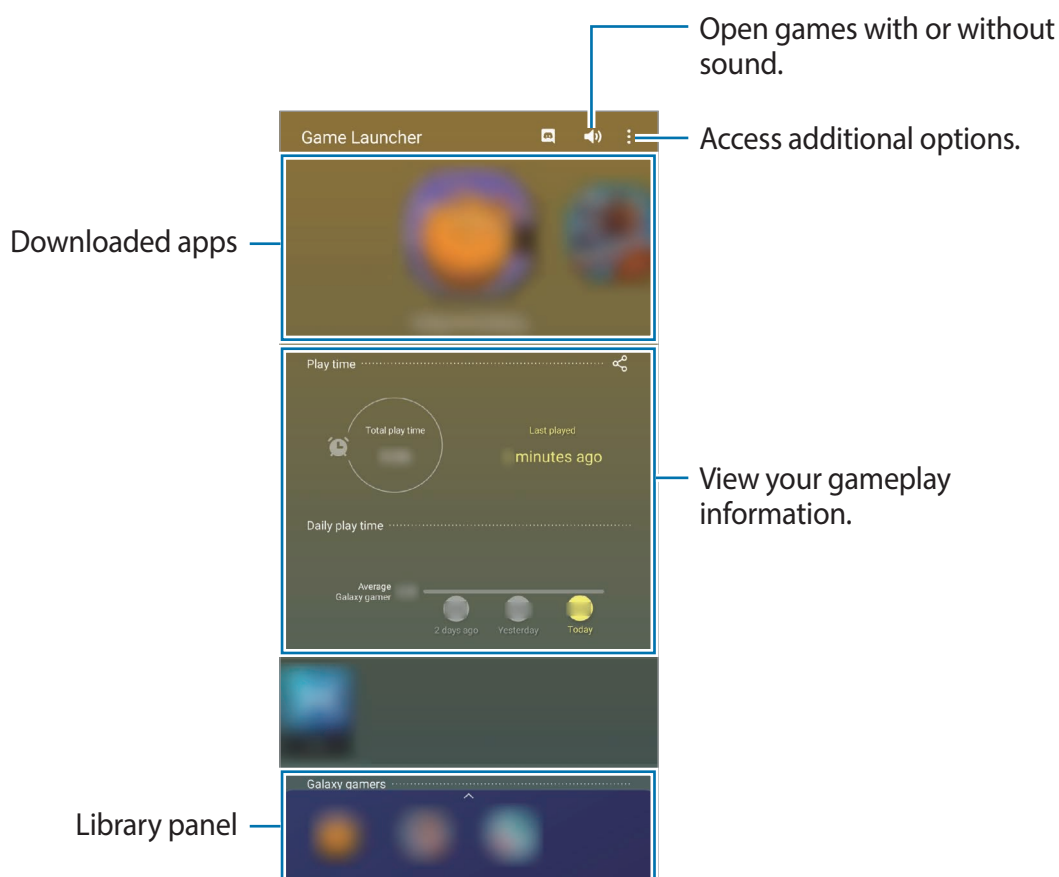 Open games with or without
sound.
Game Launcher
Access additional options.
Downloaded apps
Play time
Total play time
Last played
minutes ago
View your gameplay
information.
Daily play time
Average
Galaxy gamer
2 days ago Yesterday Today
Galaxy gamers
Library panel